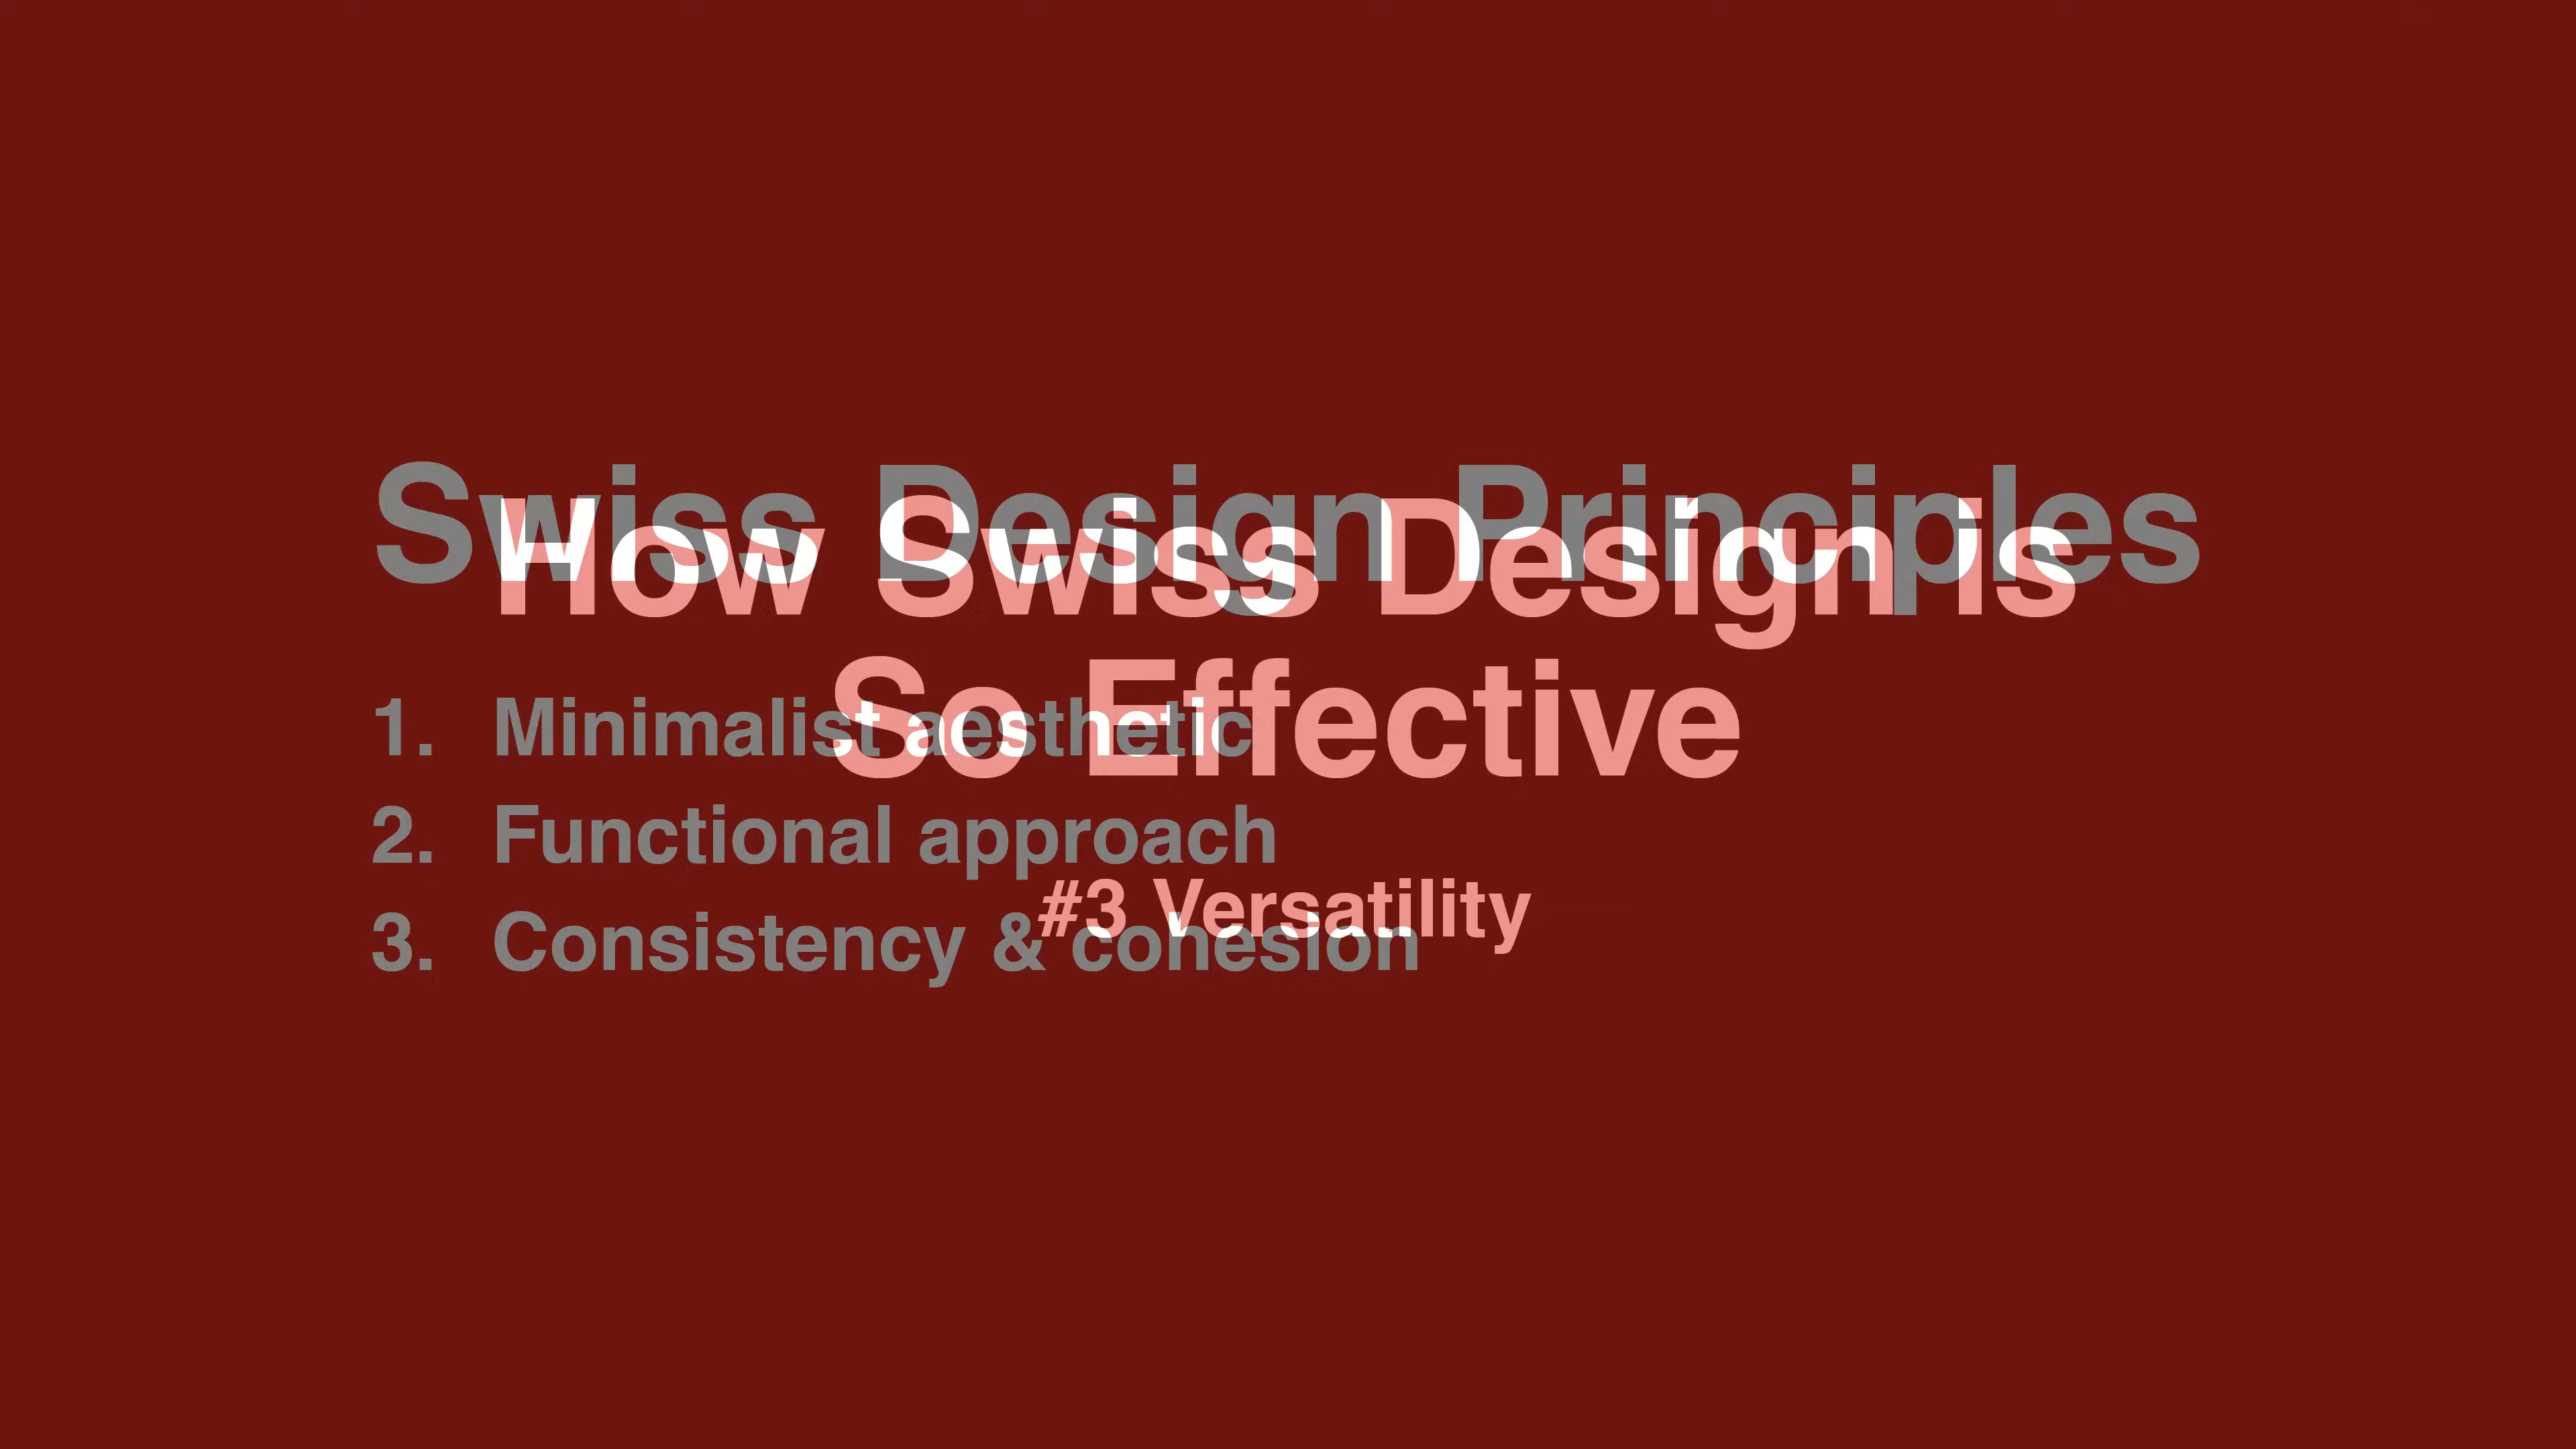 Swiss Design Principles
How Swiss Design is
So Effective
1. Minimalist aesthetic
2. Functional approach
#3 Versatility
3. Consistency & cohesion